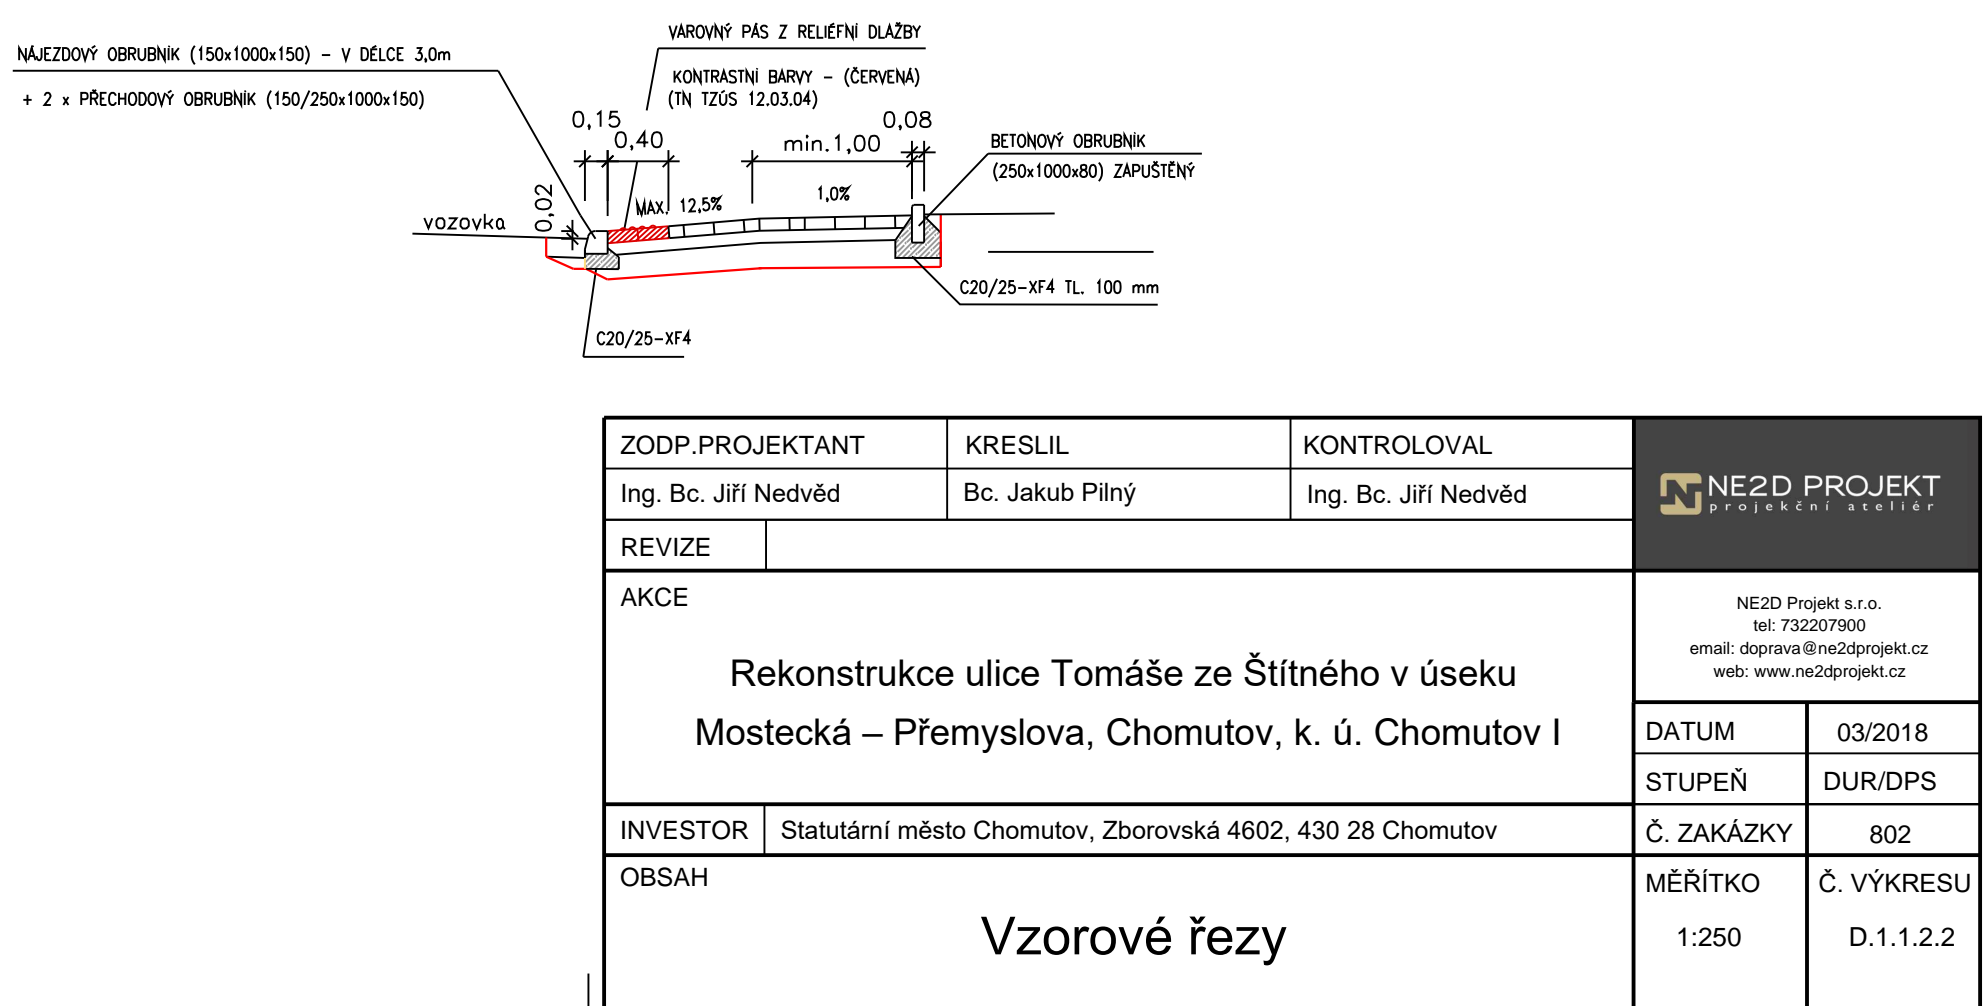 VAROVNÝ PÁS Z RELIÉFNÍ DLAŽBY
NÁJEZDOVÝ OBRUBNÍK (150x1000x150) – V DÉLCE 3,0m
KONTRASTNÍ BARVY – (ČERVENÁ)
+ 2 x PŘECHODOVÝ OBRUBNÍK (150/250x1000x150)
(TN TZÚS 12.03.04)
0,15
0,40
min.1,00
0,08
BETONOVÝ OBRUBNÍK
(250x1000x80) ZAPUŠTĚNÝ
0,02
MAX. 12,5%
1,0%
vozovka
C20/25–XF4 TL. 100 mm
C20/25–XF4
ZODP.PROJEKTANT
KRESLIL
KONTROLOVAL
Ing. Bc. Jiří Nedvěd
Bc. Jakub Pilný
Ing. Bc. Jiří Nedvěd
NE2D PROJEKT
projekční ateliér
REVIZE
AKCE
Rekonstrukce ulice Tomáše ze Štítného v úseku
Mostecká – Přemyslova, Chomutov, k. ú. Chomutov I
NE2D Projekt s.r.o.
tel: 732207900
email: doprava@ne2dprojekt.cz
web: www.ne2dprojekt.cz
DATUM
03/2018
STUPEŇ
DUR/DPS
INVESTOR
Statutární město Chomutov, Zborovská 4602, 430 28 Chomutov
Č. ZAKÁZKY
802
OBSAH
Vzorové řezy
MĚŘÍTKO
1:250
Č. VÝKRESU
D.1.1.2.2